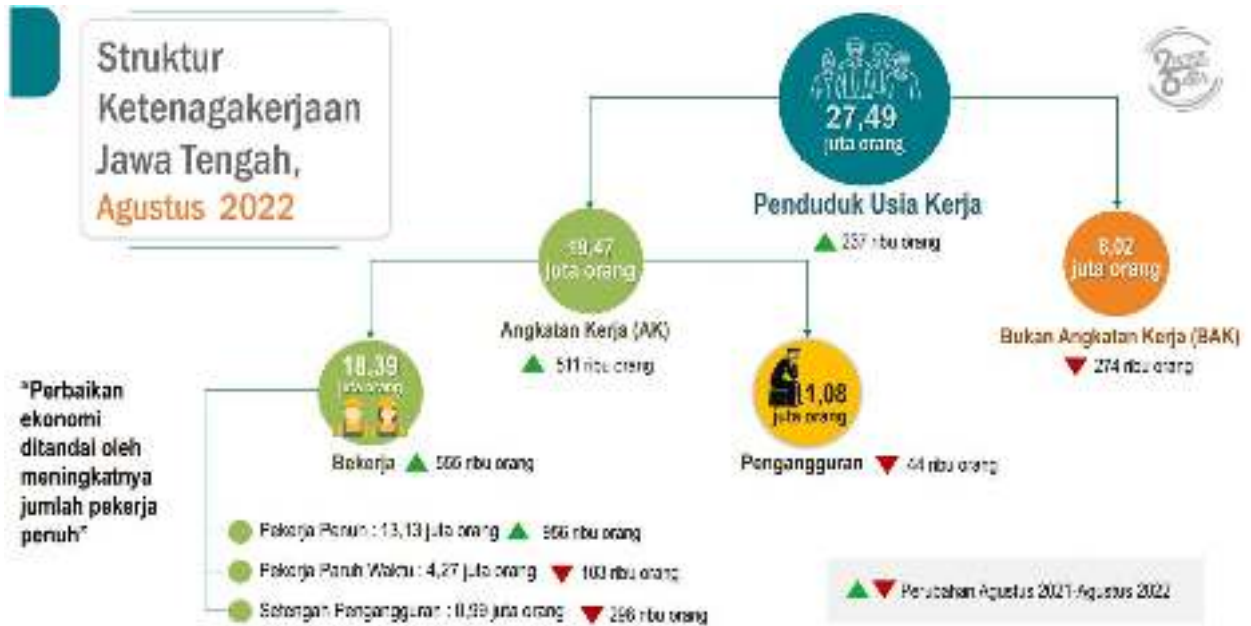 Struktur
Ketenagakerjaan
Jawa Tengah,
Agustus 2022
27,49
juta orang
Penduduk Usia Kerja
237 ribu orang
19,47
juta orang
Angkatan Kerja (AK)
511 ribu orang
8,02
juta orang
Bukan Angkatan Kerja (BAK)
274 ribu orang
18,39
juta orang
Bekerja
ribu orang
1,08
juta orang
Pengangguran
44 ribu orang
"Perbaikan
ekonomi
ditandai oleh
meningkatnya
jumlah pekerja
penuh"
Pekerja Penuh : 13,13 juta orang
956 ribu orang
Pekerja Paruh Waktu : 4,27 juta orang
103 ribu orang
Setengah Pengangguran : 0,99 juta orang
298 ribu orang
Perubahan Agustus 2021-Agustus 2022